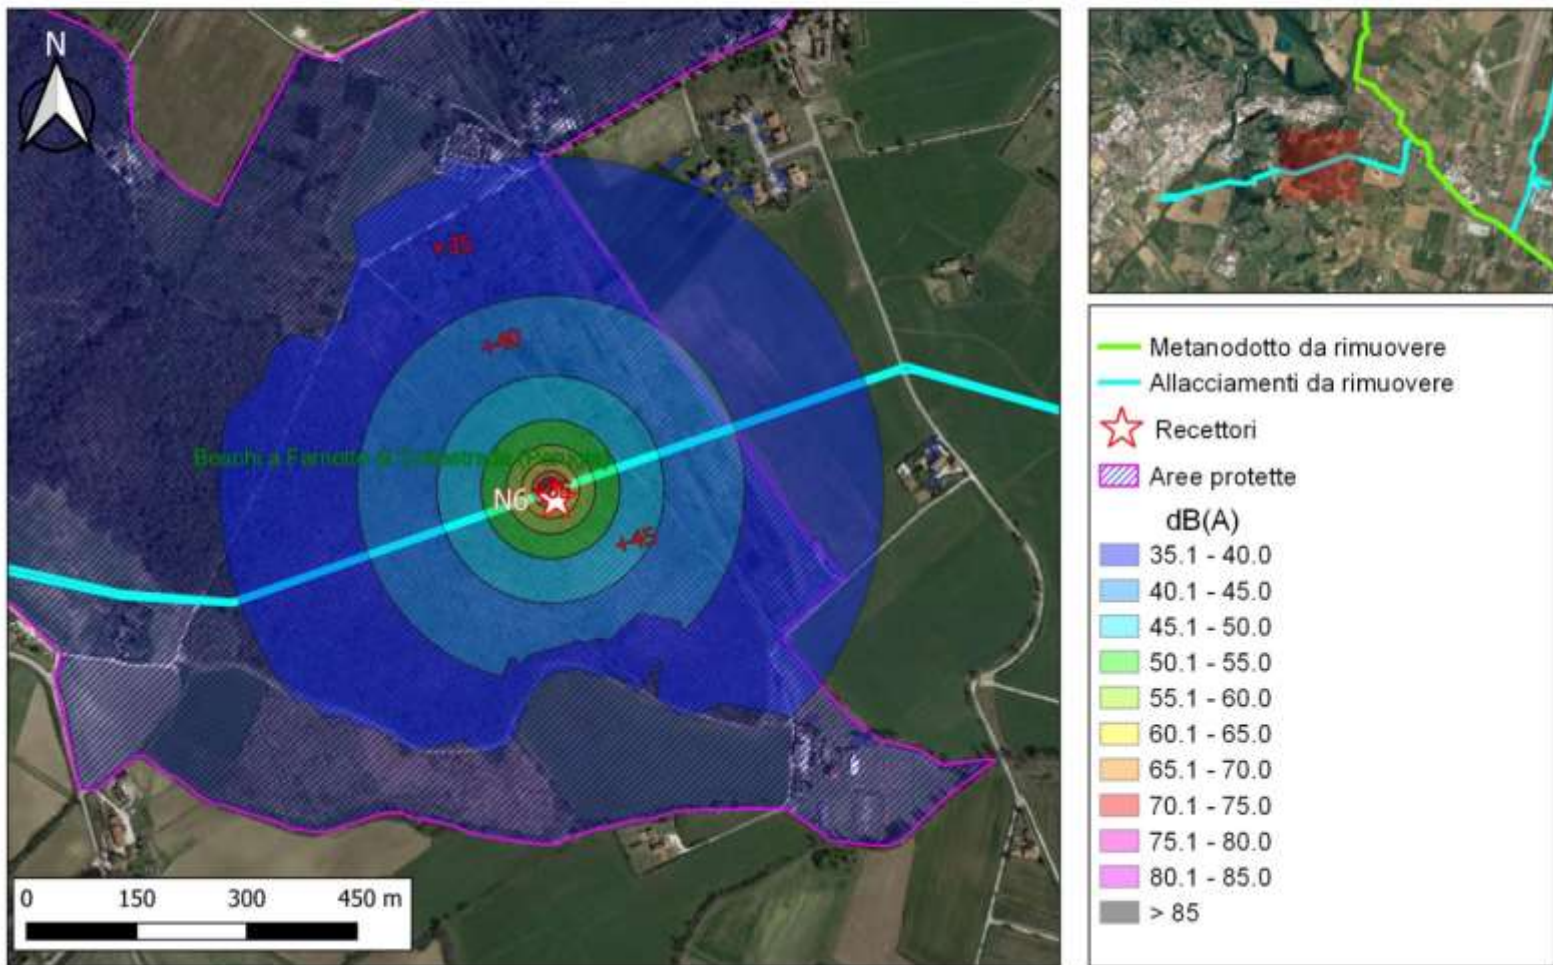 N
+35
+40
Boschi a Farnetto di
N6
+45
0 150 300 450 m
Metanodotto da rimuovere
Allacciamenti da rimuovere
Recettori
Aree protette
dB(A)
35.1 - 40.0
40.1 - 45.0
45.1 - 50.0
50.1 - 55.0
55.1 - 60.0
60.1 - 65.0
65.1 - 70.0
70.1 - 75.0
75.1 - 80.0
80.1 - 85.0
> 85